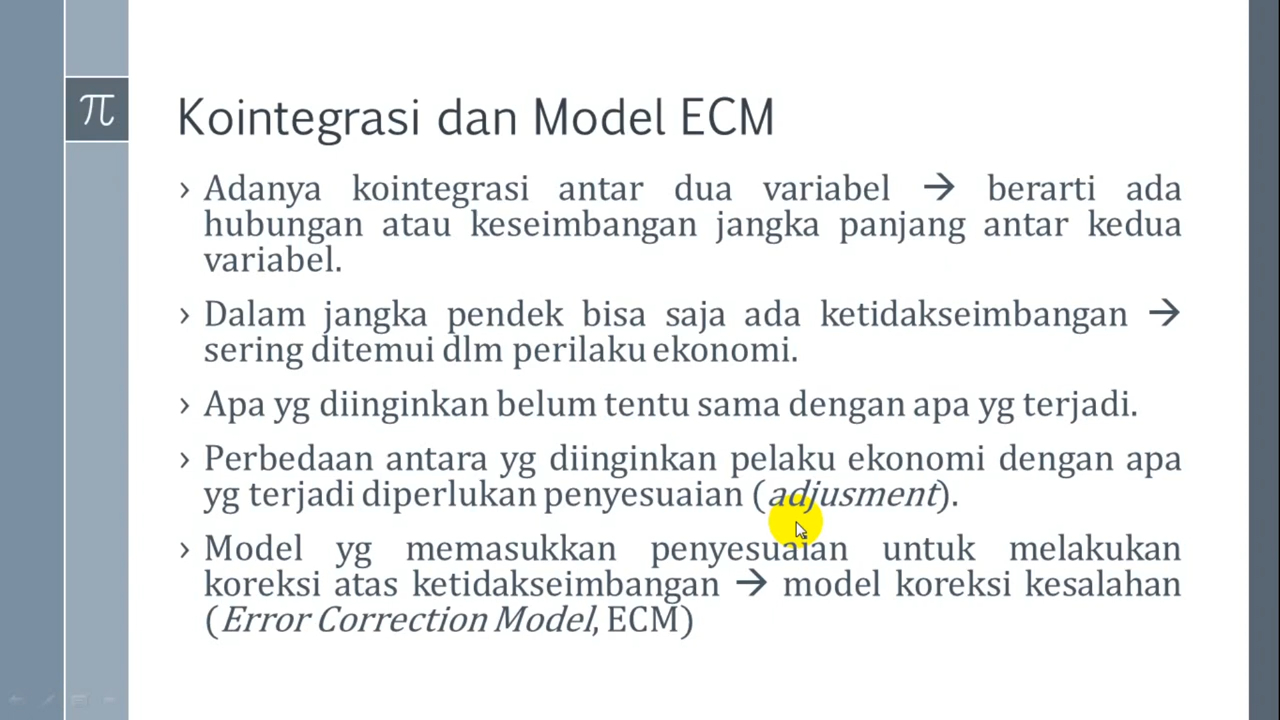 π
Kointegrasi dan Model ECM
› Adanya kointegrasi antar dua variabel → berarti ada
hubungan atau keseimbangan jangka panjang antar kedua
variabel.
› Dalam jangka pendek bisa saja ada ketidakseimbangan →
sering ditemui dlm perilaku ekonomi.
› Apa yg diinginkan belum tentu sama dengan apa yg terjadi.
› Perbedaan antara yg diinginkan pelaku ekonomi dengan apa
yg terjadi diperlukan penyesuaian (adjusment).
› Model yg memasukkan penyesuaian untuk melakukan
koreksi atas ketidakseimbangan → model koreksi kesalahan
(Error Correction Model, ECM)